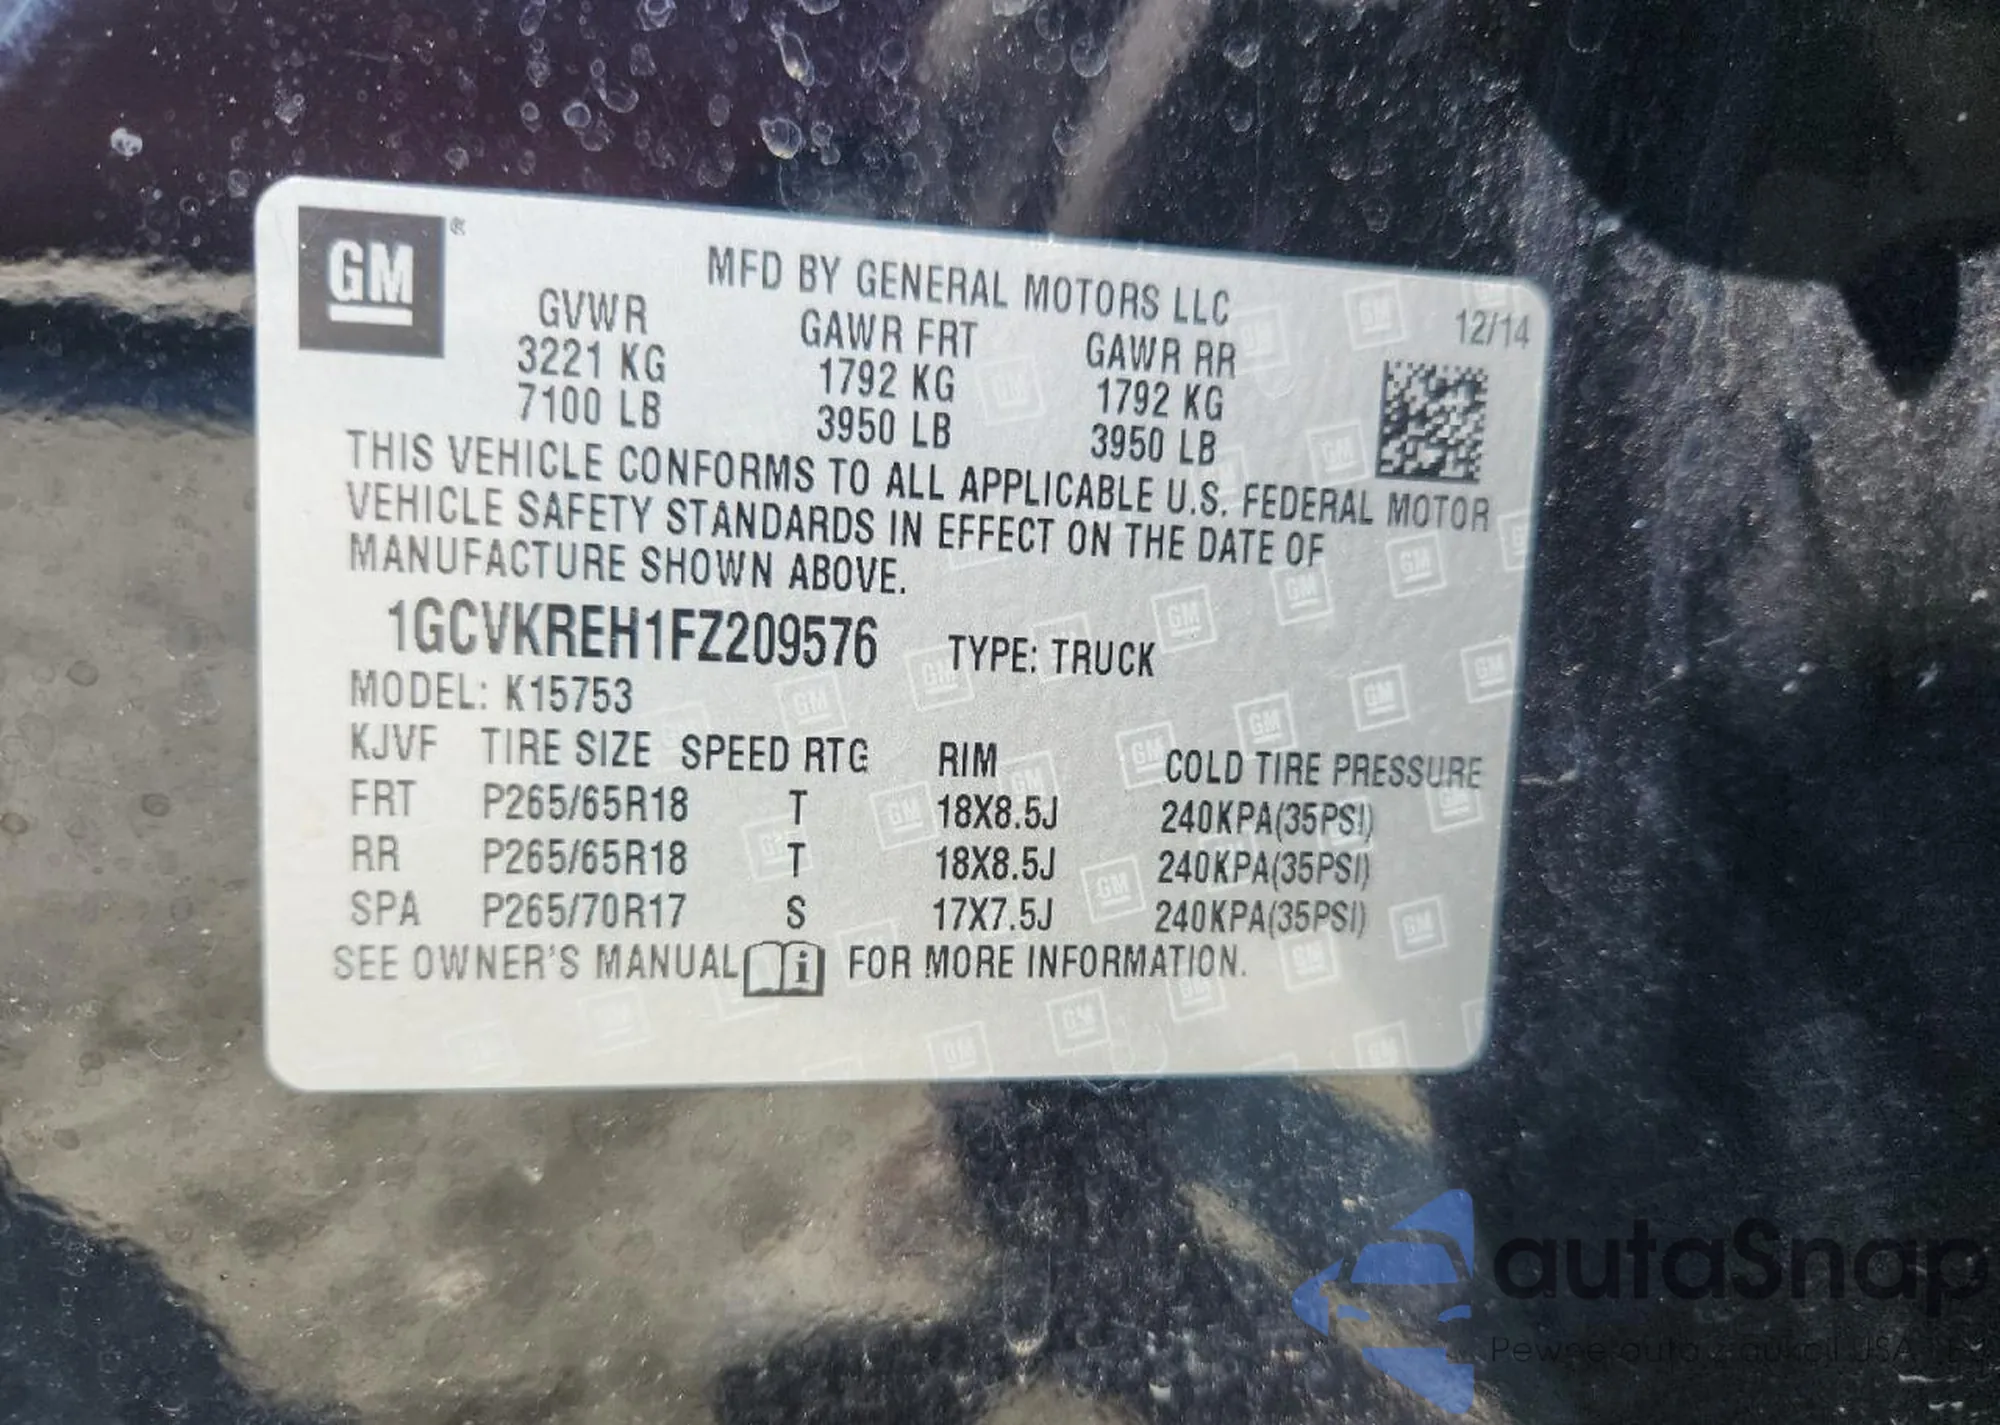 GM
MFD BY GENERAL MOTORS LLC
12/14
GVWR GAWR FRT GAWR RR
3221 KG 1792 KG 1792 KG
7100 LB 3950 LB 3950 LB
THIS VEHICLE CONFORMS TO ALL APPLICABLE U.S. FEDERAL MOTOR
VEHICLE SAFETY STANDARDS IN EFFECT ON THE DATE OF
MANUFACTURE SHOWN ABOVE.
1GCVKREH1FZ209576 TYPE: TRUCK
MODEL: K15753
KJVF TIRE SIZE SPEED RTG RIM COLD TIRE PRESSURE
FRT P265/65R18 T 18X8.5J 240KPA(35PSI)
RR P265/65R18 T 18X8.5J 240KPA(35PSI)
SPA P265/70R17 S 17X7.5J 240KPA(35PSI)
SEE OWNER'S MANUAL FOR MORE INFORMATION.
autaSnap
Pewne auta z aukcji USA